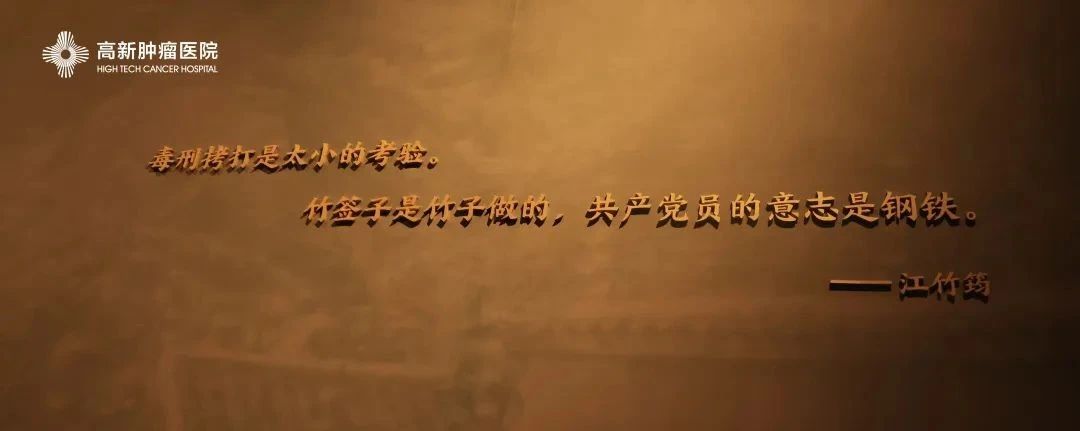 高新肿瘤医院
HIGH TECH CANCER HOSPITAL
毒刑拷打是太小的考验。
竹签子是竹子做的，共产党员的意志是钢铁。
——江竹筠